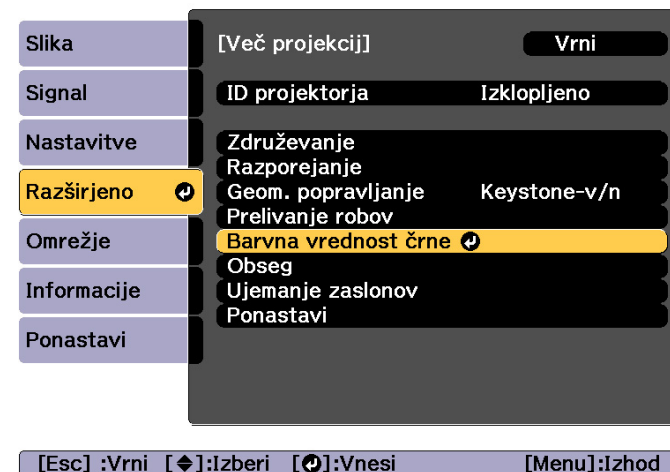 Slika
Signal
Nastavitve
Razširjeno
Omrežje
Informacije
Ponastavi
[Več projekcij] Vrni
ID projektorja Izklopljeno
Združevanje
Razporejanje
Geom. popravljanje Keystone-v/n
Prelivanje robov
Barvna vrednost črne
Obseg
Ujemanje zaslonov
Ponastavi
[Esc] :Vrni [◆]:Izberi [↵]:Vnesi [Menu]:Izhod